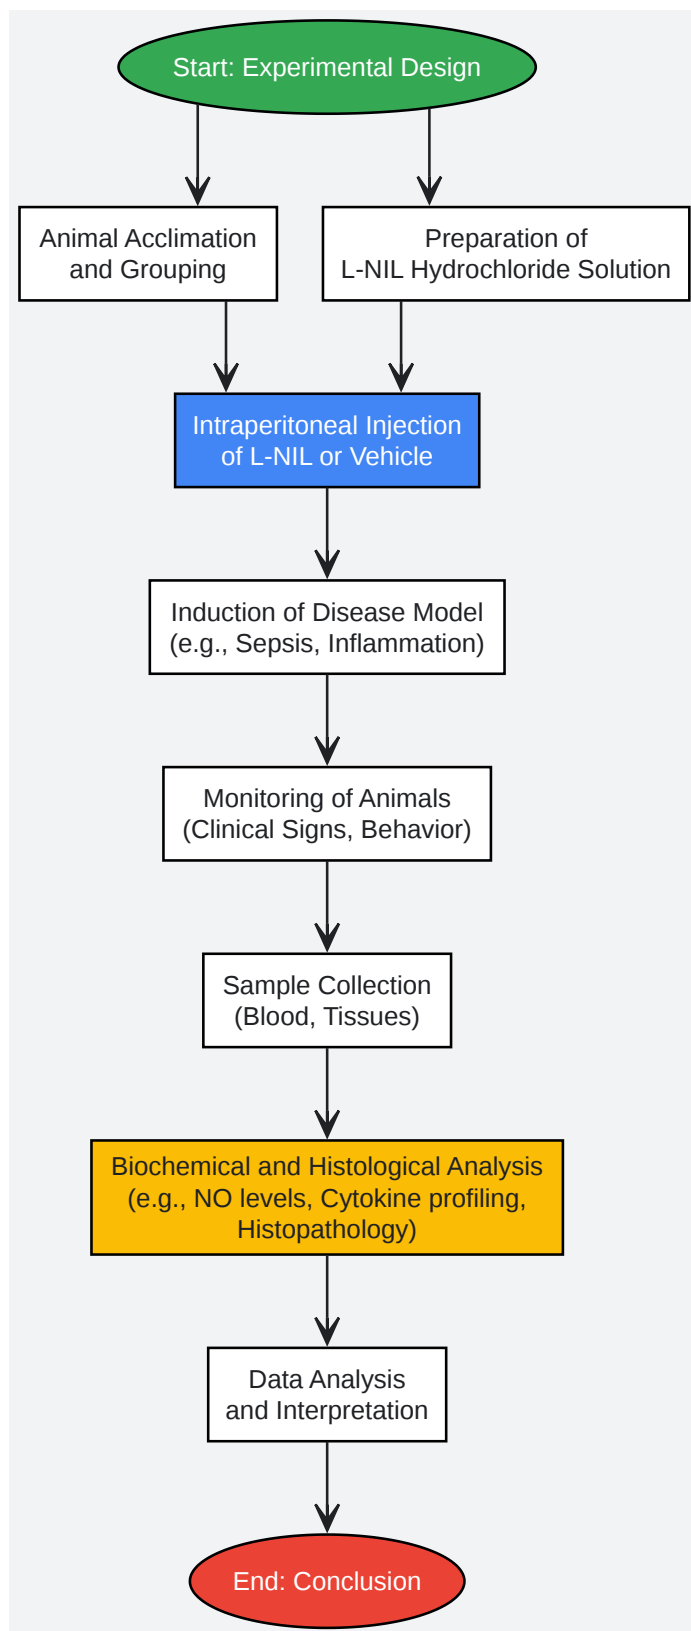 Start: Experimental Design
Animal Acclimation
and Grouping
Preparation of
L-NIL Hydrochloride Solution
Intraperitoneal Injection
of L-NIL or Vehicle
Induction of Disease Model
(e.g., Sepsis, Inflammation)
Monitoring of Animals
(Clinical Signs, Behavior)
Sample Collection
(Blood, Tissues)
Biochemical and Histological Analysis
(e.g., NO levels, Cytokine profiling,
Histopathology)
Data Analysis
and Interpretation
End: Conclusion